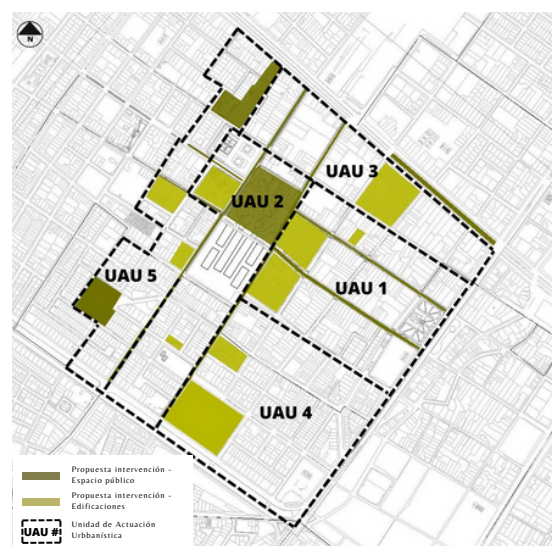 N
UAU 3
UAU 2
UAU 5
UAU 1
UAU 4
Propuesta intervención -
Espacio público
Propuesta intervención -
Edificaciones
UAU #
Unidad de Actuación
Urbbanística